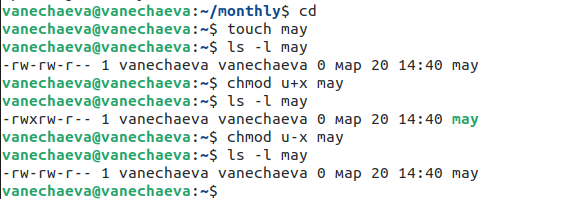 vanechaeva@vanechaeva:~/monthly$ cd
vanechaeva@vanechaeva:~$ touch may
vanechaeva@vanechaeva:~$ ls -l may
-rw-rw-r-- 1 vanechaeva vanechaeva 0 мар 20 14:40 may
vanechaeva@vanechaeva:~$ chmod u+x may
vanechaeva@vanechaeva:~$ ls -l may
-rwxrw-r-- 1 vanechaeva vanechaeva 0 мар 20 14:40 may
vanechaeva@vanechaeva:~$ chmod u-x may
vanechaeva@vanechaeva:~$ ls -l may
-rw-rw-r-- 1 vanechaeva vanechaeva 0 мар 20 14:40 may
vanechaeva@vanechaeva:~$